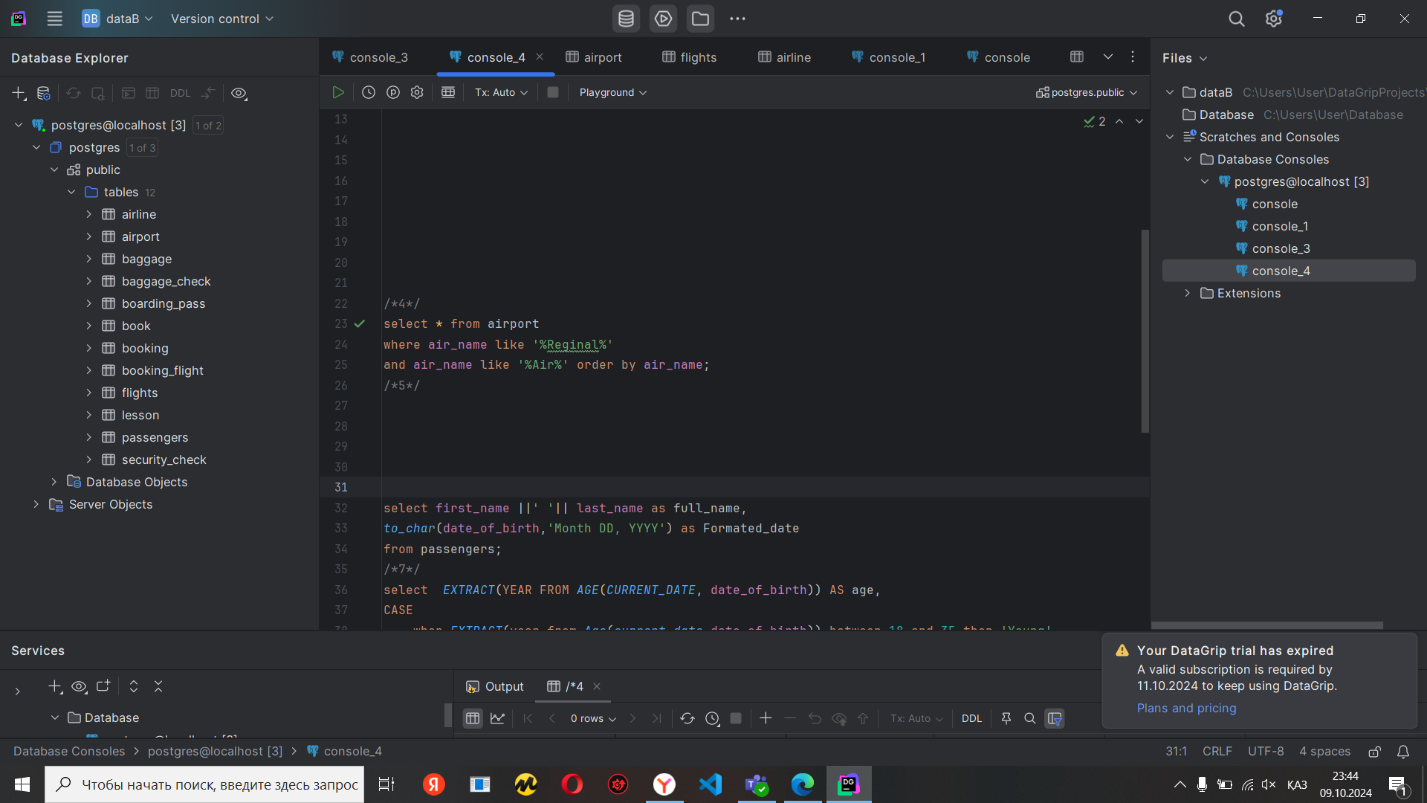 DB dataB
Version control
Database Explorer
DDL
postgres@localhost [3] 1 of 2
postgres 1 of 3
public
tables 12
airline
airport
baggage
baggage_check
boarding_pass
book
booking
booking_flight
flights
lesson
passengers
security_check
Database Objects
Server Objects
console_3
console_4
airport
flights
airline
console_1
console
Tx: Auto
Playground
postgres.public
2
13
14
15
16
17
18
19
20
21
22 /*4*/
23 select * from airport
24 where air_name like '%Reginal%'
25 and air_name like '%Air%' order by air_name;
26 /*5*/
27
28
29
30
31
32 select first_name ||' '|| last_name as full_name,
33 to_char(date_of_birth,'Month DD, YYYY') as Formated_date
34 from passengers;
35 /*7*/
36 select EXTRACT(YEAR FROM AGE(CURRENT_DATE, date_of_birth)) AS age,
37 CASE
Files
dataB C:\Users\User\DataGripProjects
Database C:\Users\User\Database
Scratches and Consoles
Database Consoles
postgres@localhost [3]
console
console_1
console_3
console_4
Extensions
Services
Database
Output
/*4
0 rows
Tx: Auto
DDL
Your DataGrip trial has expired
A valid subscription is required by
11.10.2024 to keep using DataGrip.
Plans and pricing
Database Consoles
postgres@localhost [3]
console_4
31:1
CRLF
UTF-8
4 spaces
Чтобы начать поиск, введите здесь запрос
Я
DG
ҚАЗ
23:44
09.10.2024
1